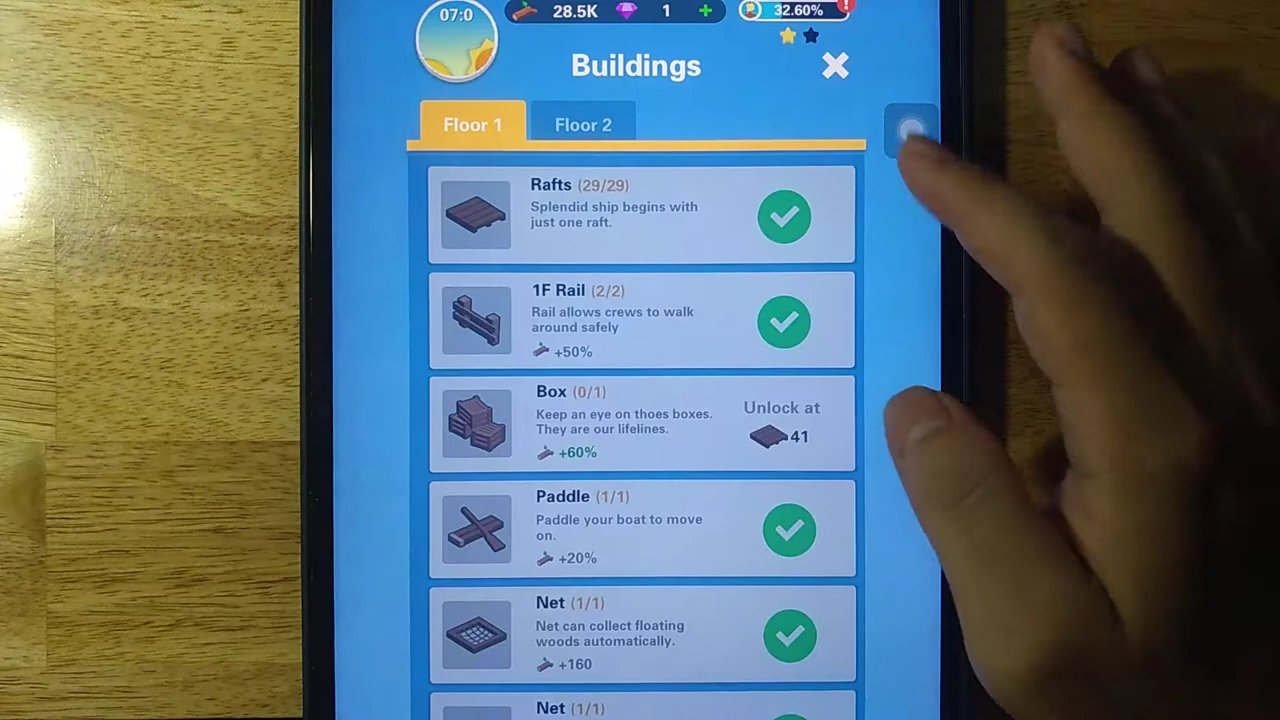 07:0 28.5K 1 + 32.60% !
Buildings
Floor 1 Floor 2
Rafts (29/29)
Splendid ship begins with
just one raft.
1F Rail (2/2)
Rail allows crews to walk
around safely
+50%
Box (0/1)
Keep an eye on thoes boxes.
They are our lifelines.
+60%
Unlock at
41
Paddle (1/1)
Paddle your boat to move
on.
+20%
Net (1/1)
Net can collect floating
woods automatically.
+160
Net (1/1)